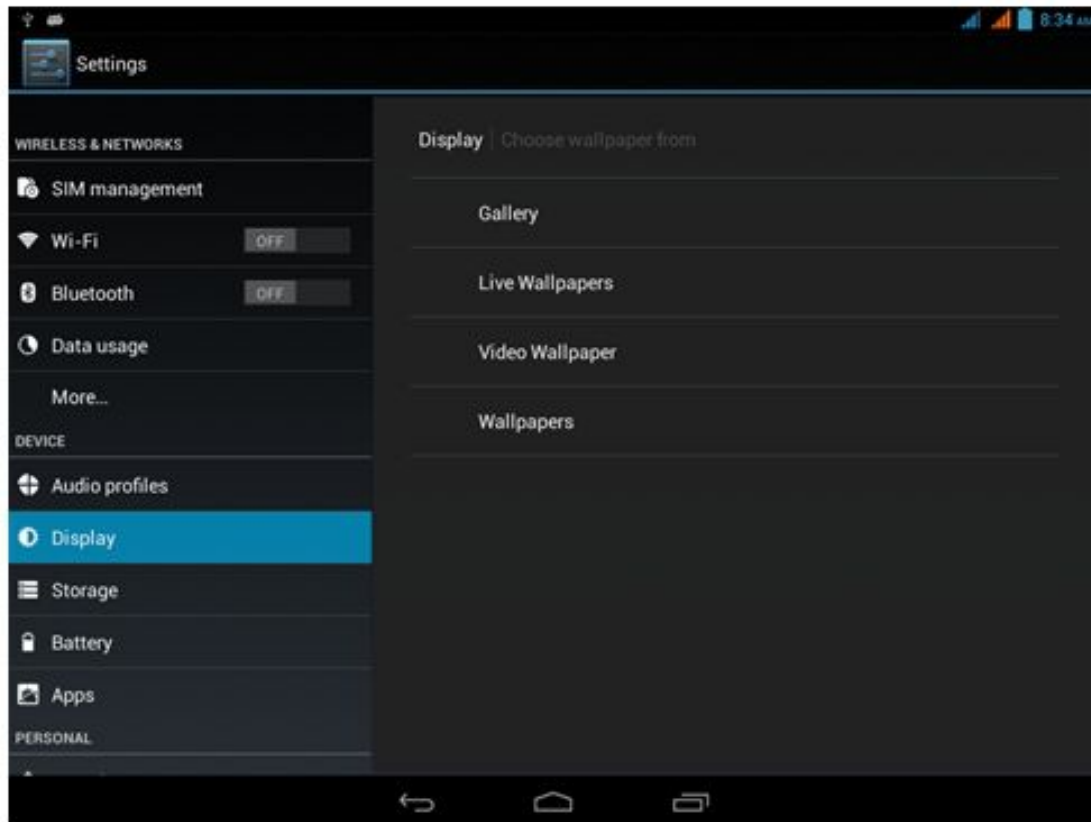 8:34 AM
Settings
WIRELESS & NETWORKS
SIM management
Wi-Fi OFF
Bluetooth OFF
Data usage
More...
DEVICE
Audio profiles
Display
Storage
Battery
Apps
PERSONAL
Display | Choose wallpaper from
Gallery
Live Wallpapers
Video Wallpaper
Wallpapers